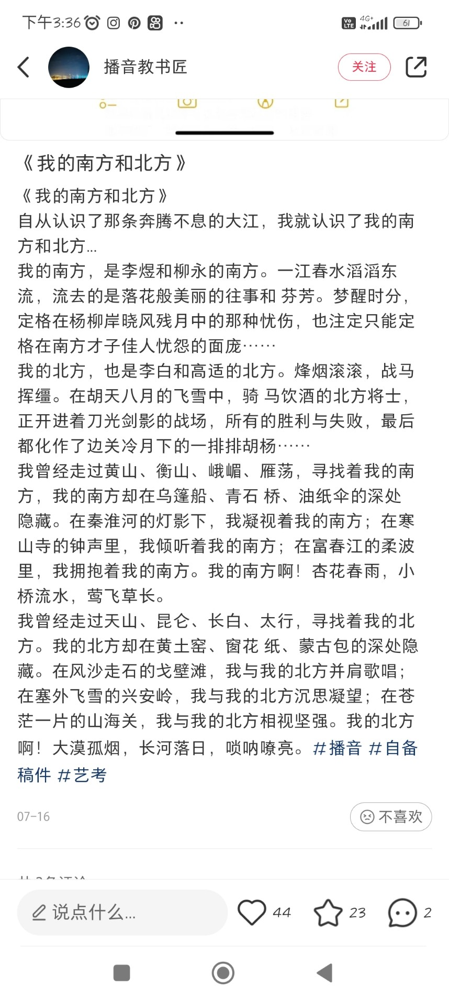 下午3:36
Vo LTE 4G+ 61
播音教书匠
关注
《我的南方和北方》
《我的南方和北方》
自从认识了那条奔腾不息的大江，我就认识了我的南
方和北方...
我的南方，是李煜和柳永的南方。一江春水滔滔东
流，流去的是落花般美丽的往事和 芬芳。梦醒时分，
定格在杨柳岸晓风残月中的那种忧伤，也注定只能定
格在南方才子佳人忧怨的面庞……
我的北方，也是李白和高适的北方。烽烟滚滚，战马
挥缰。在胡天八月的飞雪中，骑 马饮酒的北方将士，
正开进着刀光剑影的战场，所有的胜利与失败，最后
都化作了边关冷月下的一排排胡杨……
我曾经走过黄山、衡山、峨嵋、雁荡，寻找着我的南
方，我的南方却在乌篷船、青石 桥、油纸伞的深处
隐藏。在秦淮河的灯影下，我凝视着我的南方；在寒
山寺的钟声里，我倾听着我的南方；在富春江的柔波
里，我拥抱着我的南方。我的南方啊！杏花春雨，小
桥流水，莺飞草长。
我曾经走过天山、昆仑、长白、太行，寻找着我的北
方。我的北方却在黄土窑、窗花 纸、蒙古包的深处隐
藏。在风沙走石的戈壁滩，我与我的北方并肩歌唱；
在塞外飞雪的兴安岭，我与我的北方沉思凝望；在苍
茫一片的山海关，我与我的北方相视坚强。我的北方
啊！大漠孤烟，长河落日，唢呐嘹亮。#播音 #自备
稿件 #艺考
07-16
不喜欢
说点什么...
44
23
2